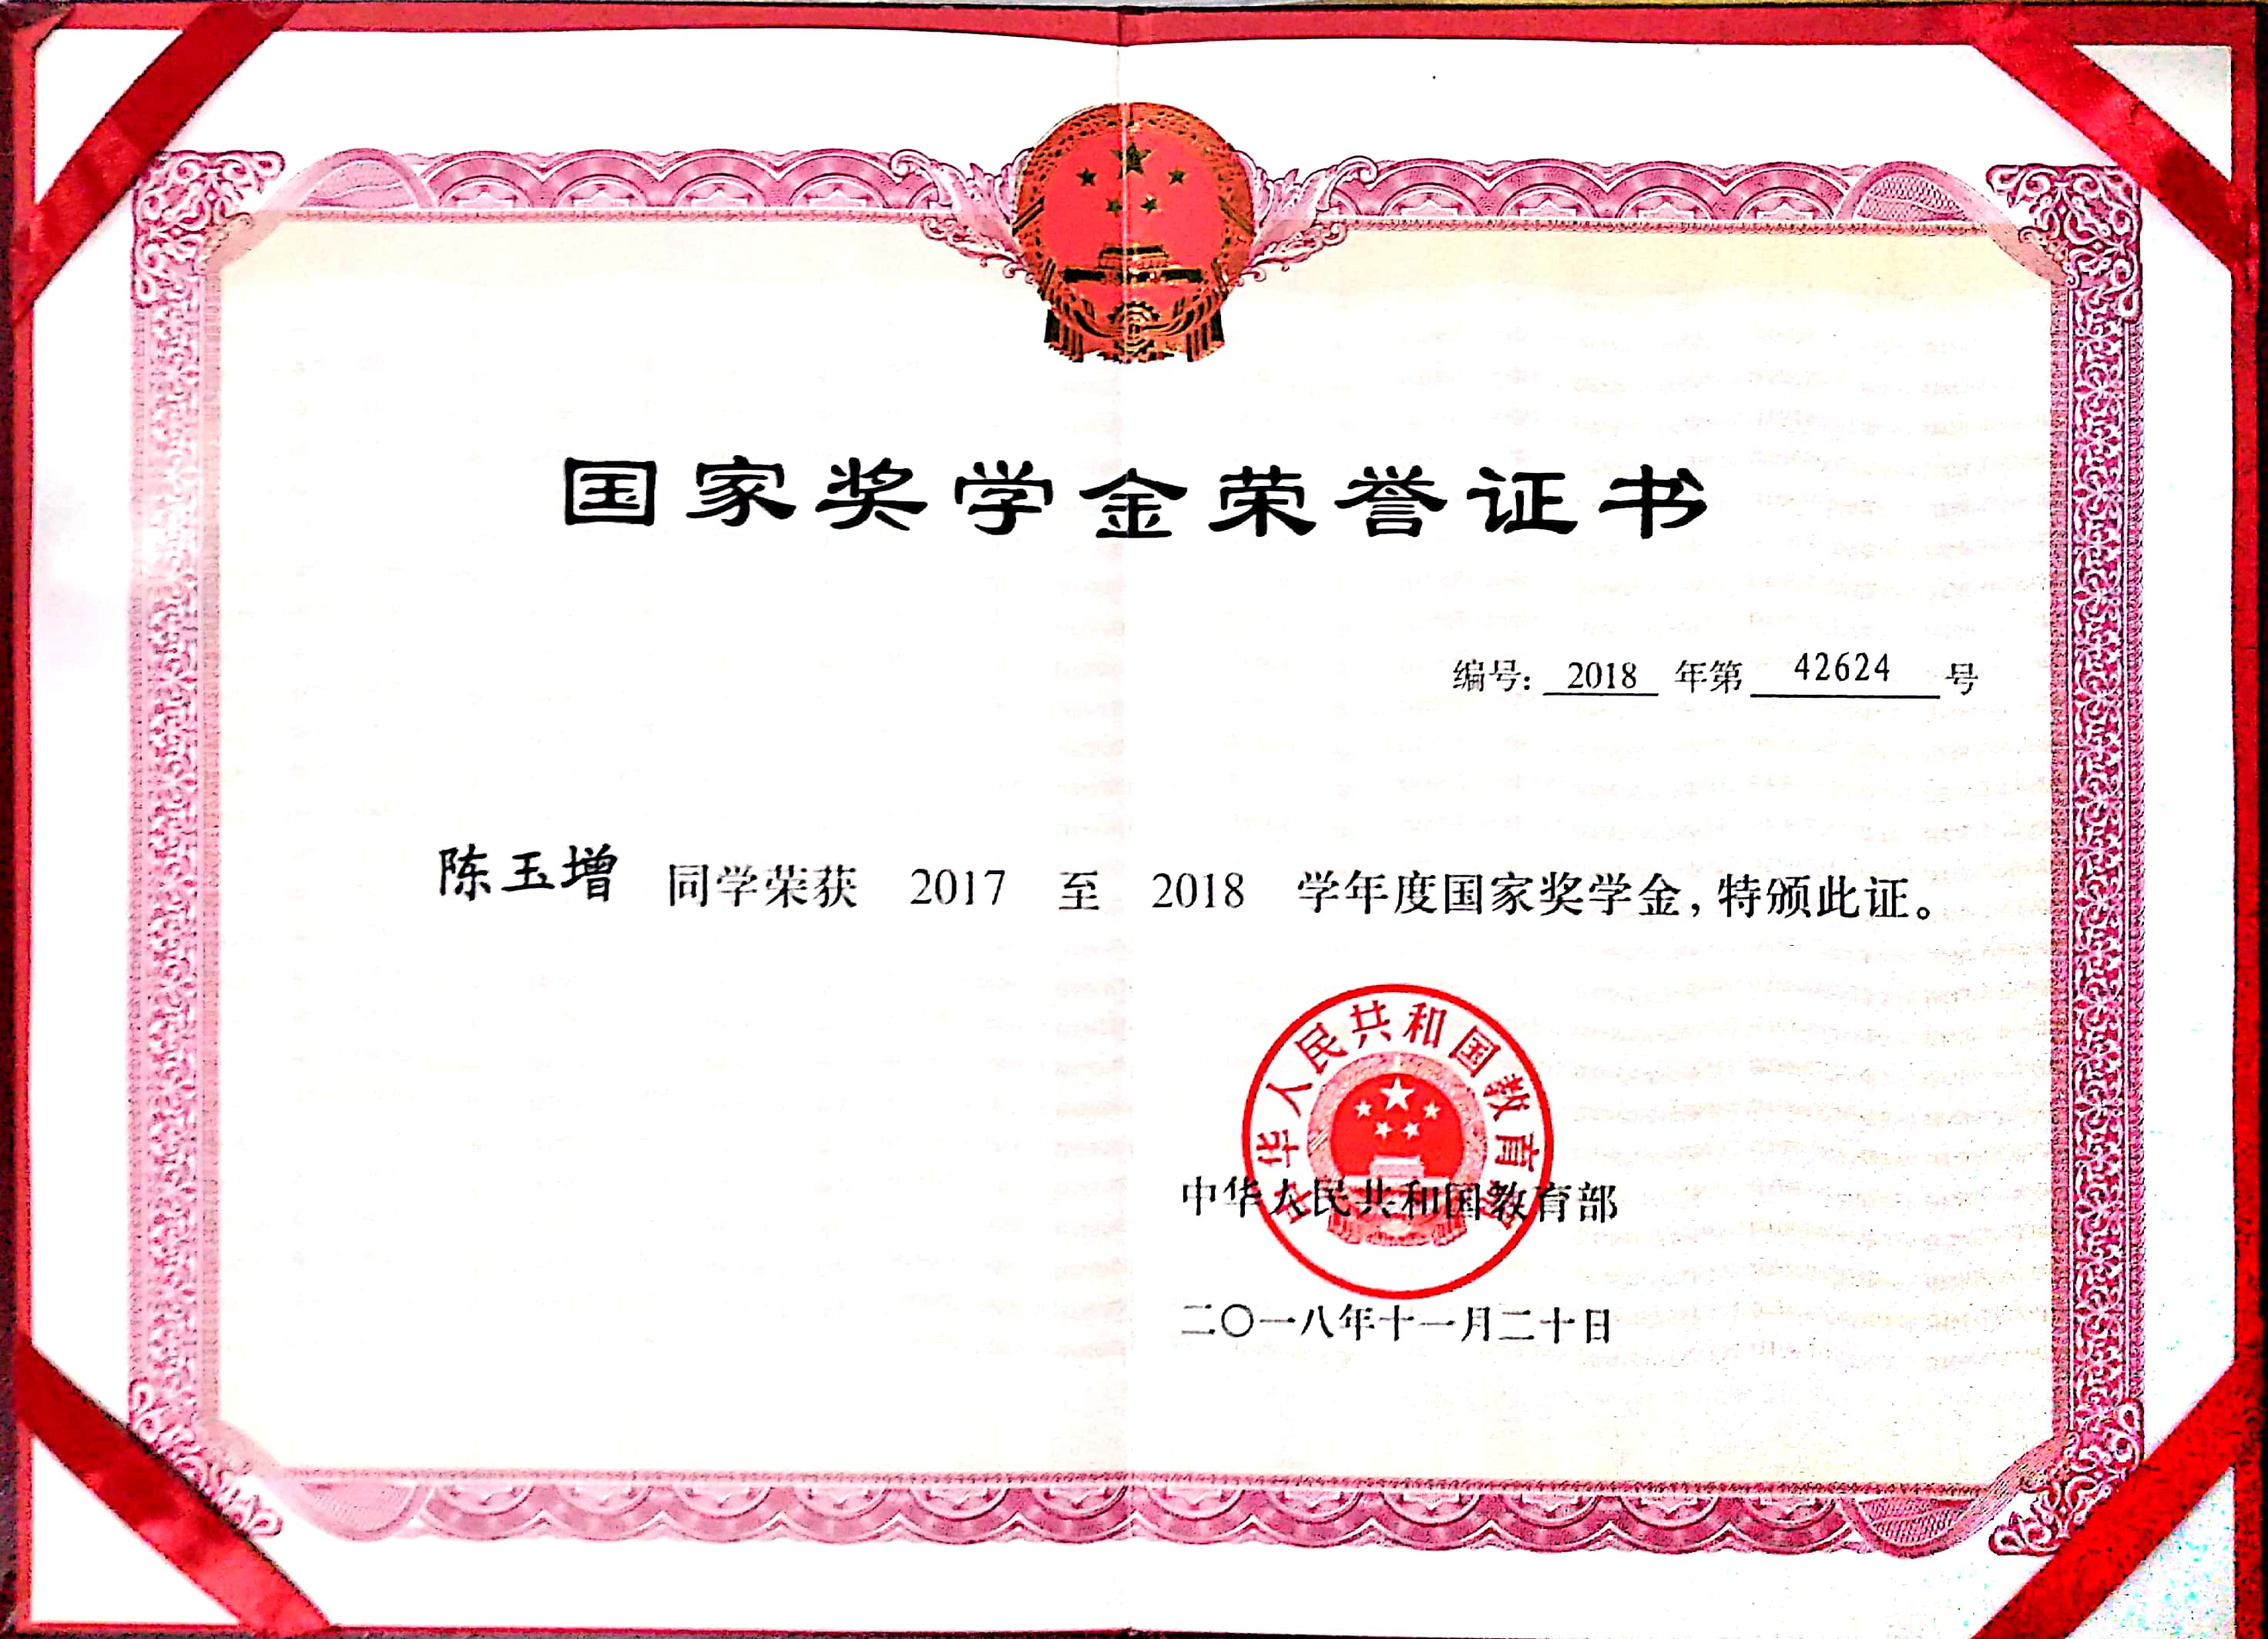 国家奖学金荣誉证书
编号: 2018 年第 42624 号
陈玉增 同学荣获 2017 至 2018 学年度国家奖学金,特颁此证。
中华人民共和国教育部
中华人民共和国教育部
二〇一八年十一月二十日